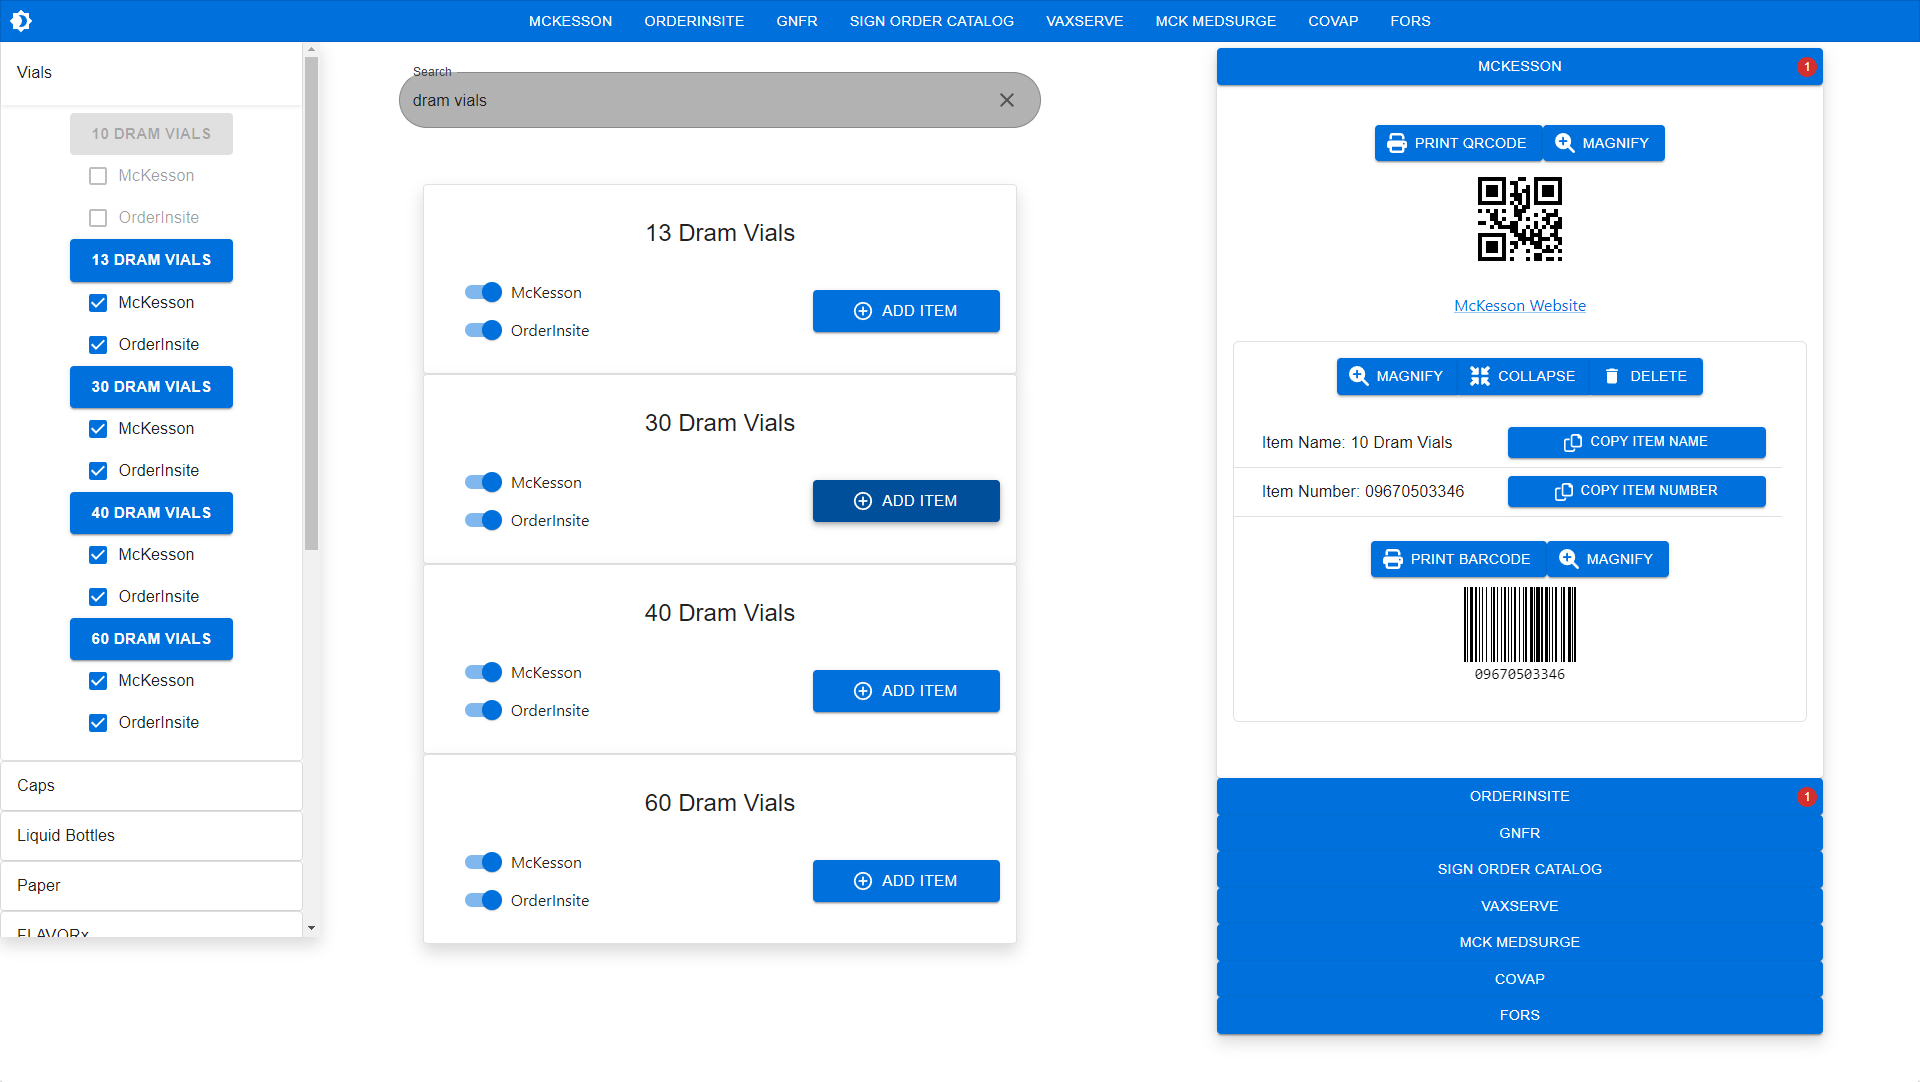 MCKESSON ORDERINSITE GNFR SIGN ORDER CATALOG VAXSERVE MCK MEDSURGE COVAP FORS
Vials
10 DRAM VIALS
McKesson
OrderInsite
13 DRAM VIALS
McKesson
OrderInsite
30 DRAM VIALS
McKesson
OrderInsite
40 DRAM VIALS
McKesson
OrderInsite
60 DRAM VIALS
McKesson
OrderInsite
Caps
Liquid Bottles
Paper
FLAVORx
Search
dram vials
13 Dram Vials
McKesson
OrderInsite
ADD ITEM
30 Dram Vials
McKesson
OrderInsite
ADD ITEM
40 Dram Vials
McKesson
OrderInsite
ADD ITEM
60 Dram Vials
McKesson
OrderInsite
ADD ITEM
MCKESSON 1
PRINT QRCODE MAGNIFY
McKesson Website
MAGNIFY COLLAPSE DELETE
Item Name: 10 Dram Vials COPY ITEM NAME
Item Number: 09670503346 COPY ITEM NUMBER
PRINT BARCODE MAGNIFY
09670503346
ORDERINSITE 1
GNFR
SIGN ORDER CATALOG
VAXSERVE
MCK MEDSURGE
COVAP
FORS